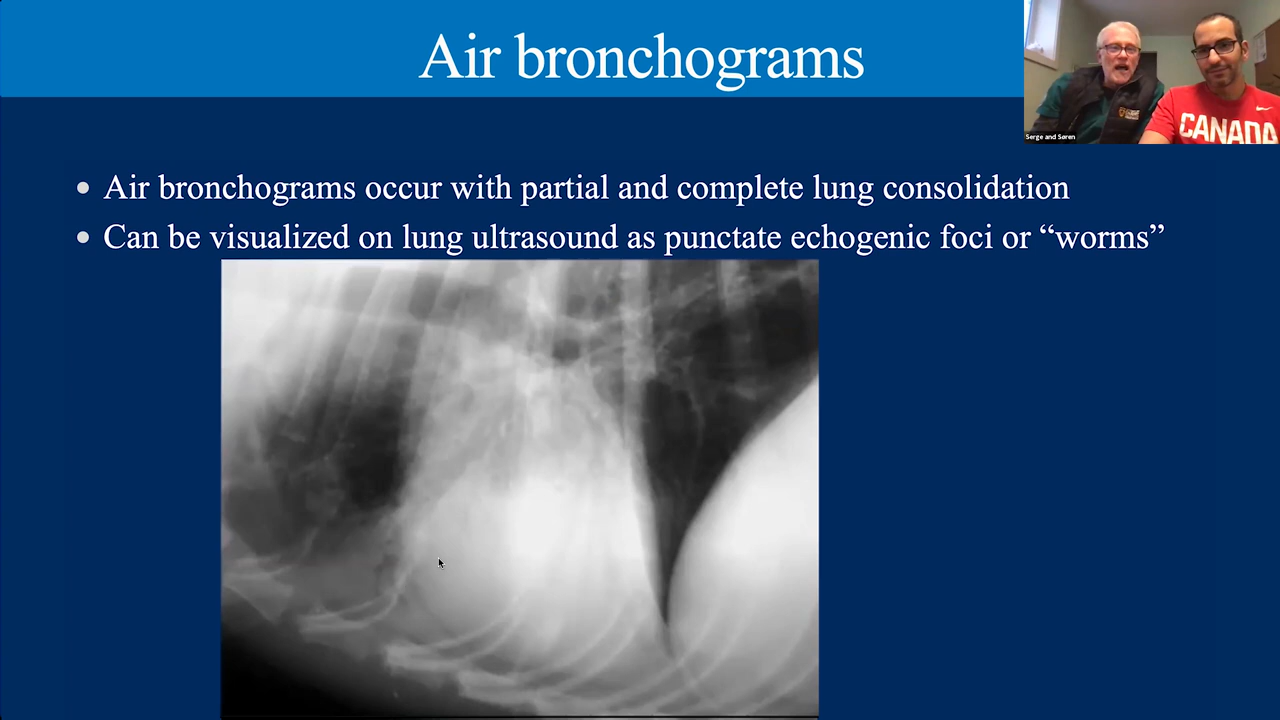 Air bronchograms
Air bronchograms occur with partial and complete lung consolidation
Can be visualized on lung ultrasound as punctate echogenic foci or “worms”
Serge and Søren
CANADA